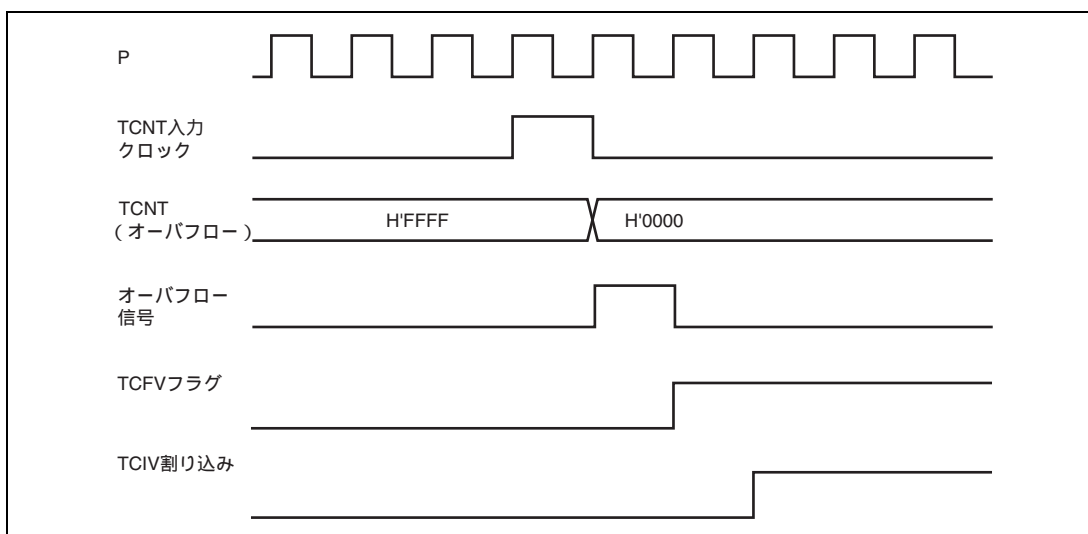 P
TCNT入力
クロック
TCNT
(オーバフロー)
H'FFFF
H'0000
オーバフロー
信号
TCFVフラグ
TCIV割り込み